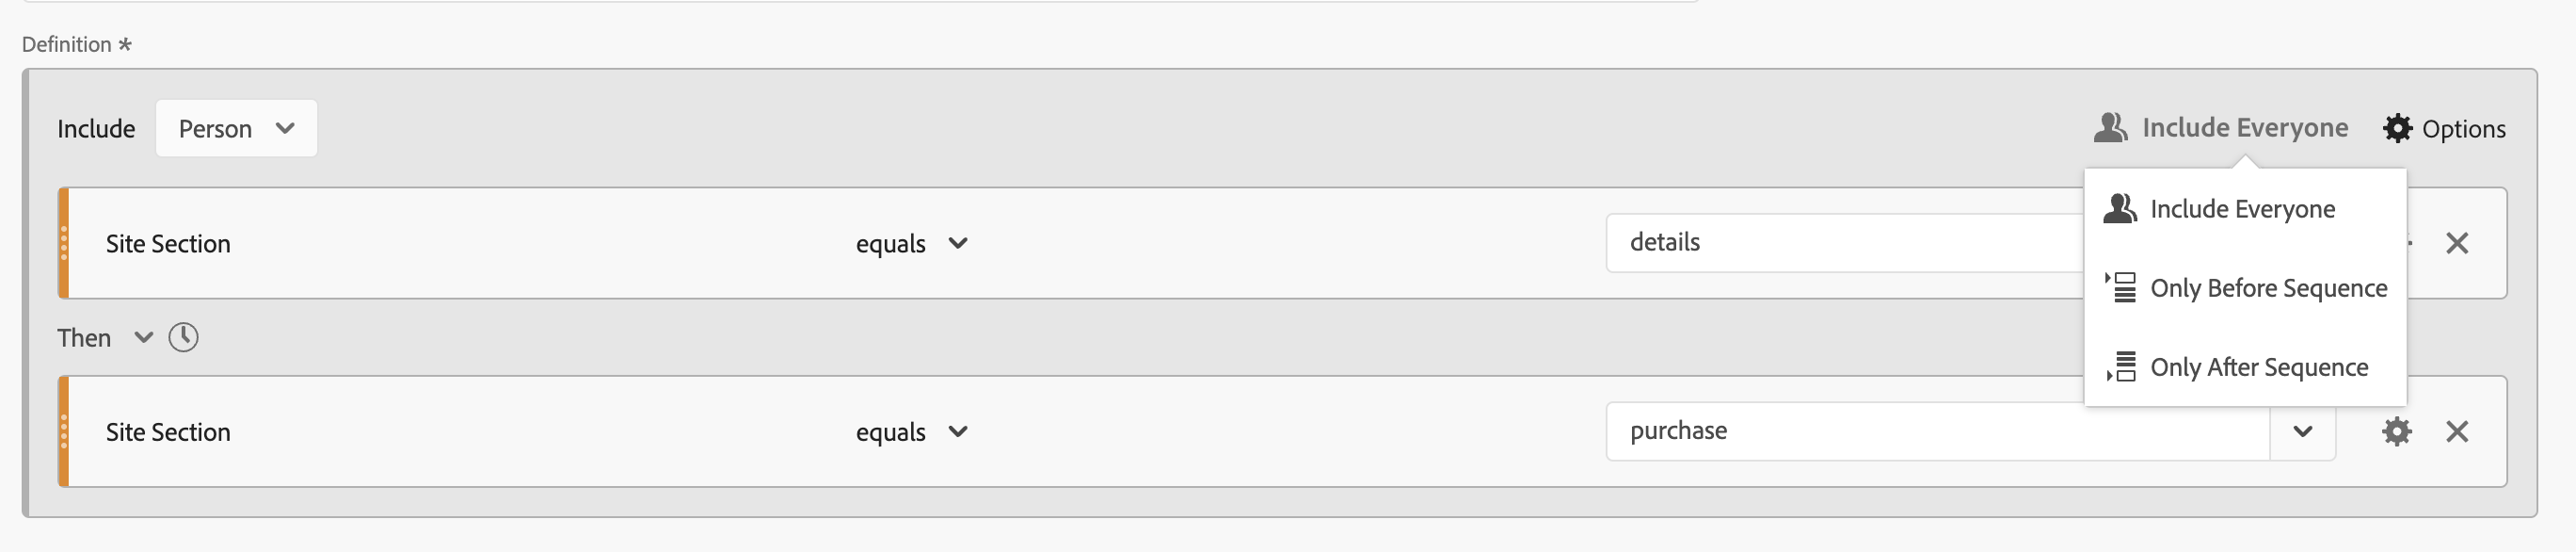 Definition *
Include Person Include Everyone Options
Include Everyone
Site Section equals details
Only Before Sequence
Then
Only After Sequence
Site Section equals purchase